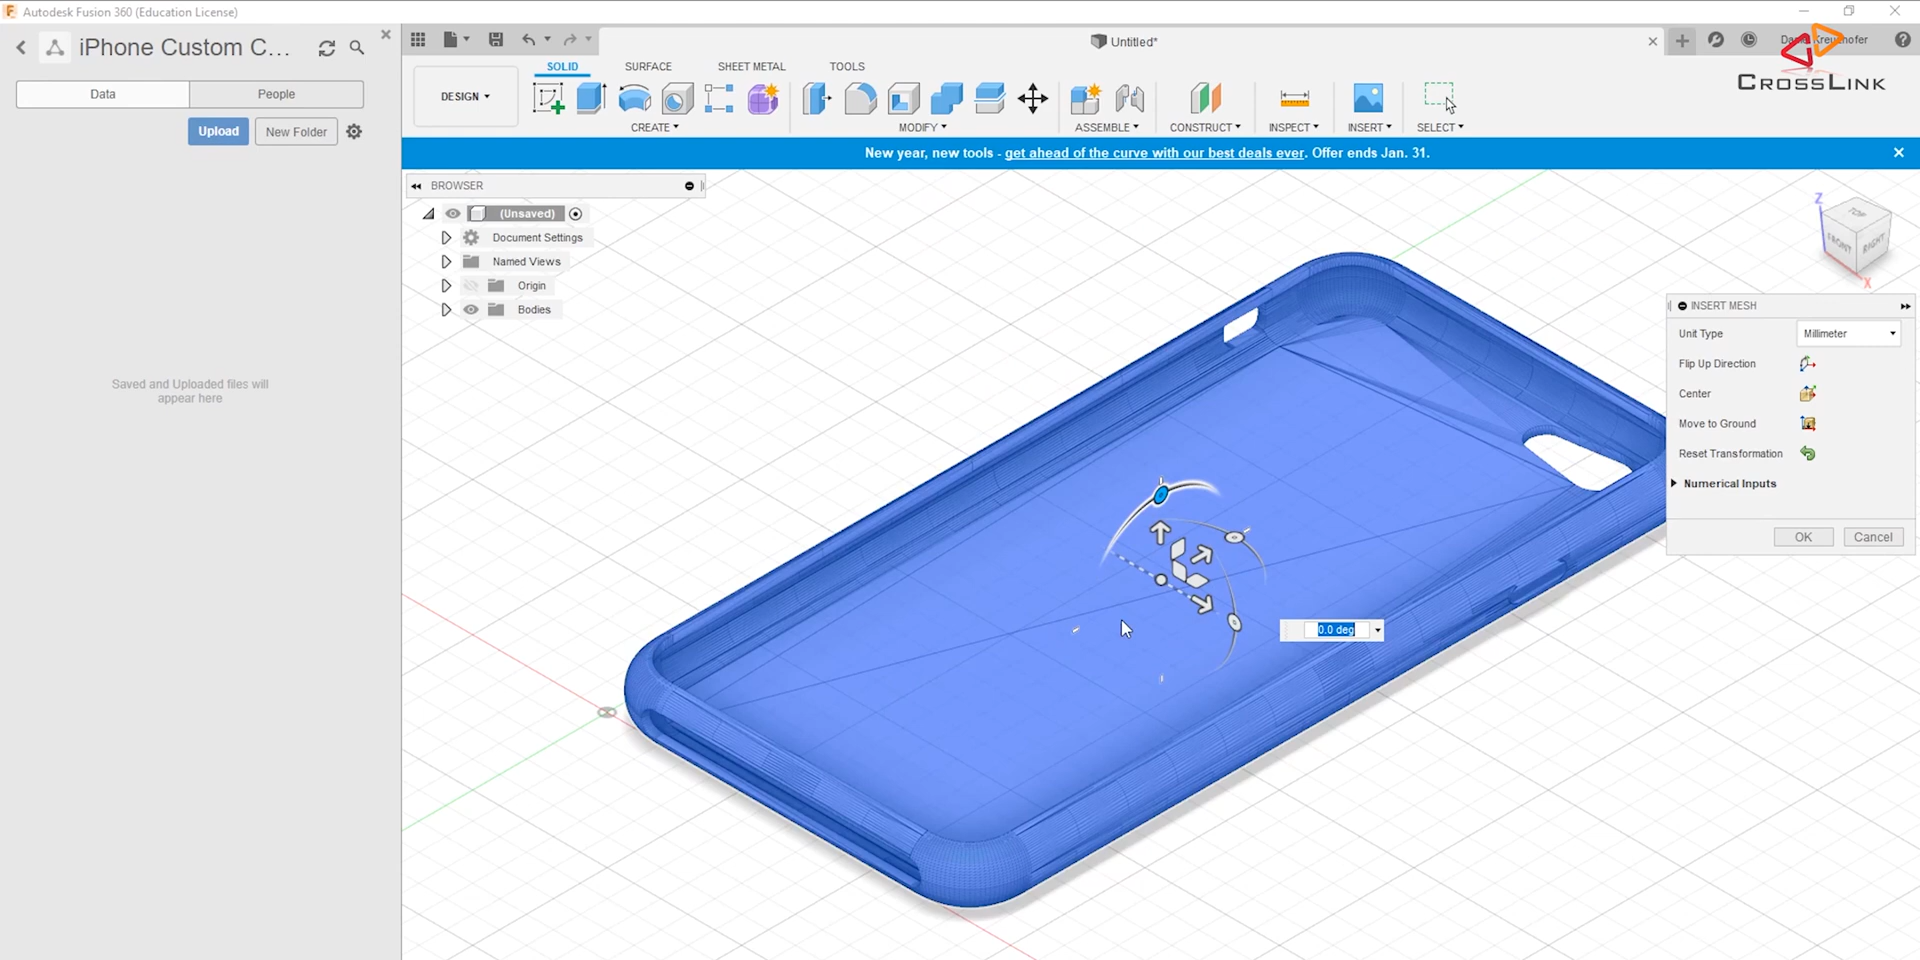 Autodesk Fusion 360 (Education License)
iPhone Custom C...
Data
People
Upload
New Folder
Saved and Uploaded files will
appear here
Untitled*
CROSSLINK
SOLID
SURFACE
SHEET METAL
TOOLS
DESIGN
CREATE
MODIFY
ASSEMBLE
CONSTRUCT
INSPECT
INSERT
SELECT
New year, new tools - get ahead of the curve with our best deals ever. Offer ends Jan. 31.
BROWSER
(Unsaved)
Document Settings
Named Views
Origin
Bodies
Z
TOP
FRONT
RIGHT
X
INSERT MESH
Unit Type
Millimeter
Flip Up Direction
Center
Move to Ground
Reset Transformation
Numerical Inputs
OK
Cancel
0.0 deg